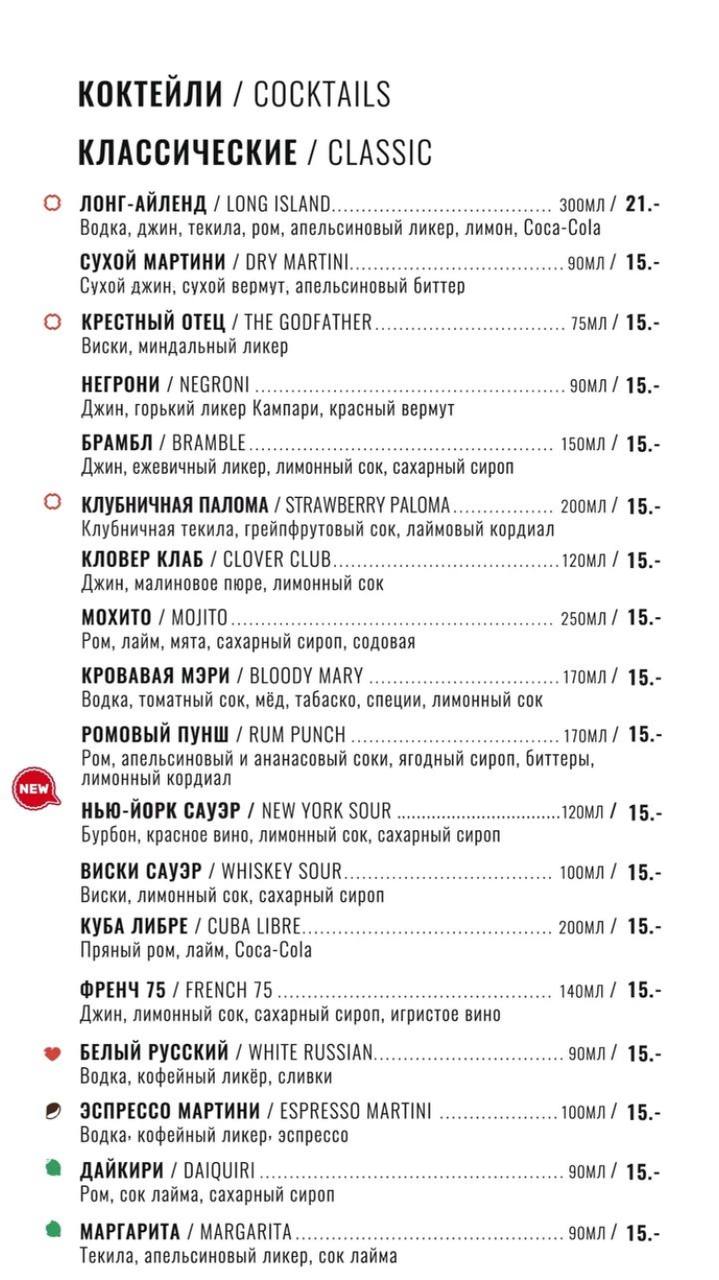 КОКТЕЙЛИ / COCKTAILS
КЛАССИЧЕСКИЕ / CLASSIC
ЛОНГ-АЙЛЕНД / LONG ISLAND........................................ 300МЛ / 21.-
Водка, джин, текила, ром, апельсиновый ликер, лимон, Coca-Cola
СУХОЙ МАРТИНИ / DRY MARTINI....................................... 90МЛ / 15.-
Сухой джин, сухой вермут, апельсиновый биттер
КРЕСТНЫЙ ОТЕЦ / THE GODFATHER................................... 75МЛ / 15.-
Виски, миндальный ликер
НЕГРОНИ / NEGRONI ........................................................ 90МЛ / 15.-
Джин, горький ликер Кампари, красный вермут
БРАМБЛ / BRAMBLE....................................................... 150МЛ / 15.-
Джин, ежевичный ликер, лимонный сок, сахарный сироп
КЛУБНИЧНАЯ ПАЛОМА / STRAWBERRY PALOMA.................. 200МЛ / 15.-
Клубничная текила, грейпфрутовый сок, лаймовый кордиал
КЛОВЕР КЛАБ / CLOVER CLUB.........................................120МЛ / 15.-
Джин, малиновое пюре, лимонный сок
МОХИТО / MOJITO......................................................... 250МЛ / 15.-
Ром, лайм, мята, сахарный сироп, содовая
КРОВАВАЯ МЭРИ / BLOODY MARY ...................................170МЛ / 15.-
Водка, томатный сок, мёд, табаско, специи, лимонный сок
РОМОВЫЙ ПУНШ / RUM PUNCH ......................................170МЛ / 15.-
Ром, апельсиновый и ананасовый соки, ягодный сироп, биттеры,
лимонный кордиал
NEW
НЬЮ-ЙОРК САУЭР / NEW YORK SOUR ..................................120МЛ / 15.-
Бурбон, красное вино, лимонный сок, сахарный сироп
ВИСКИ САУЭР / WHISKEY SOUR...................................... 100МЛ / 15.-
Виски, лимонный сок, сахарный сироп
КУБА ЛИБРЕ / CUBA LIBRE............................................. 200МЛ / 15.-
Пряный ром, лайм, Coca-Cola
ФРЕНЧ 75 / FRENCH 75 .................................................. 140МЛ / 15.-
Джин, лимонный сок, сахарный сироп, игристое вино
БЕЛЫЙ РУССКИЙ / WHITE RUSSIAN................................... 90МЛ / 15.-
Водка, кофейный ликёр, сливки
ЭСПРЕССО МАРТИНИ / ESPRESSO MARTINI .....................100МЛ / 15.-
Водка, кофейный ликер, эспрессо
ДАЙКИРИ / DAIQUIRI ....................................................... 90МЛ / 15.-
Ром, сок лайма, сахарный сироп
МАРГАРИТА / MARGARITA................................................. 90МЛ / 15.-
Текила, апельсиновый ликер, сок лайма